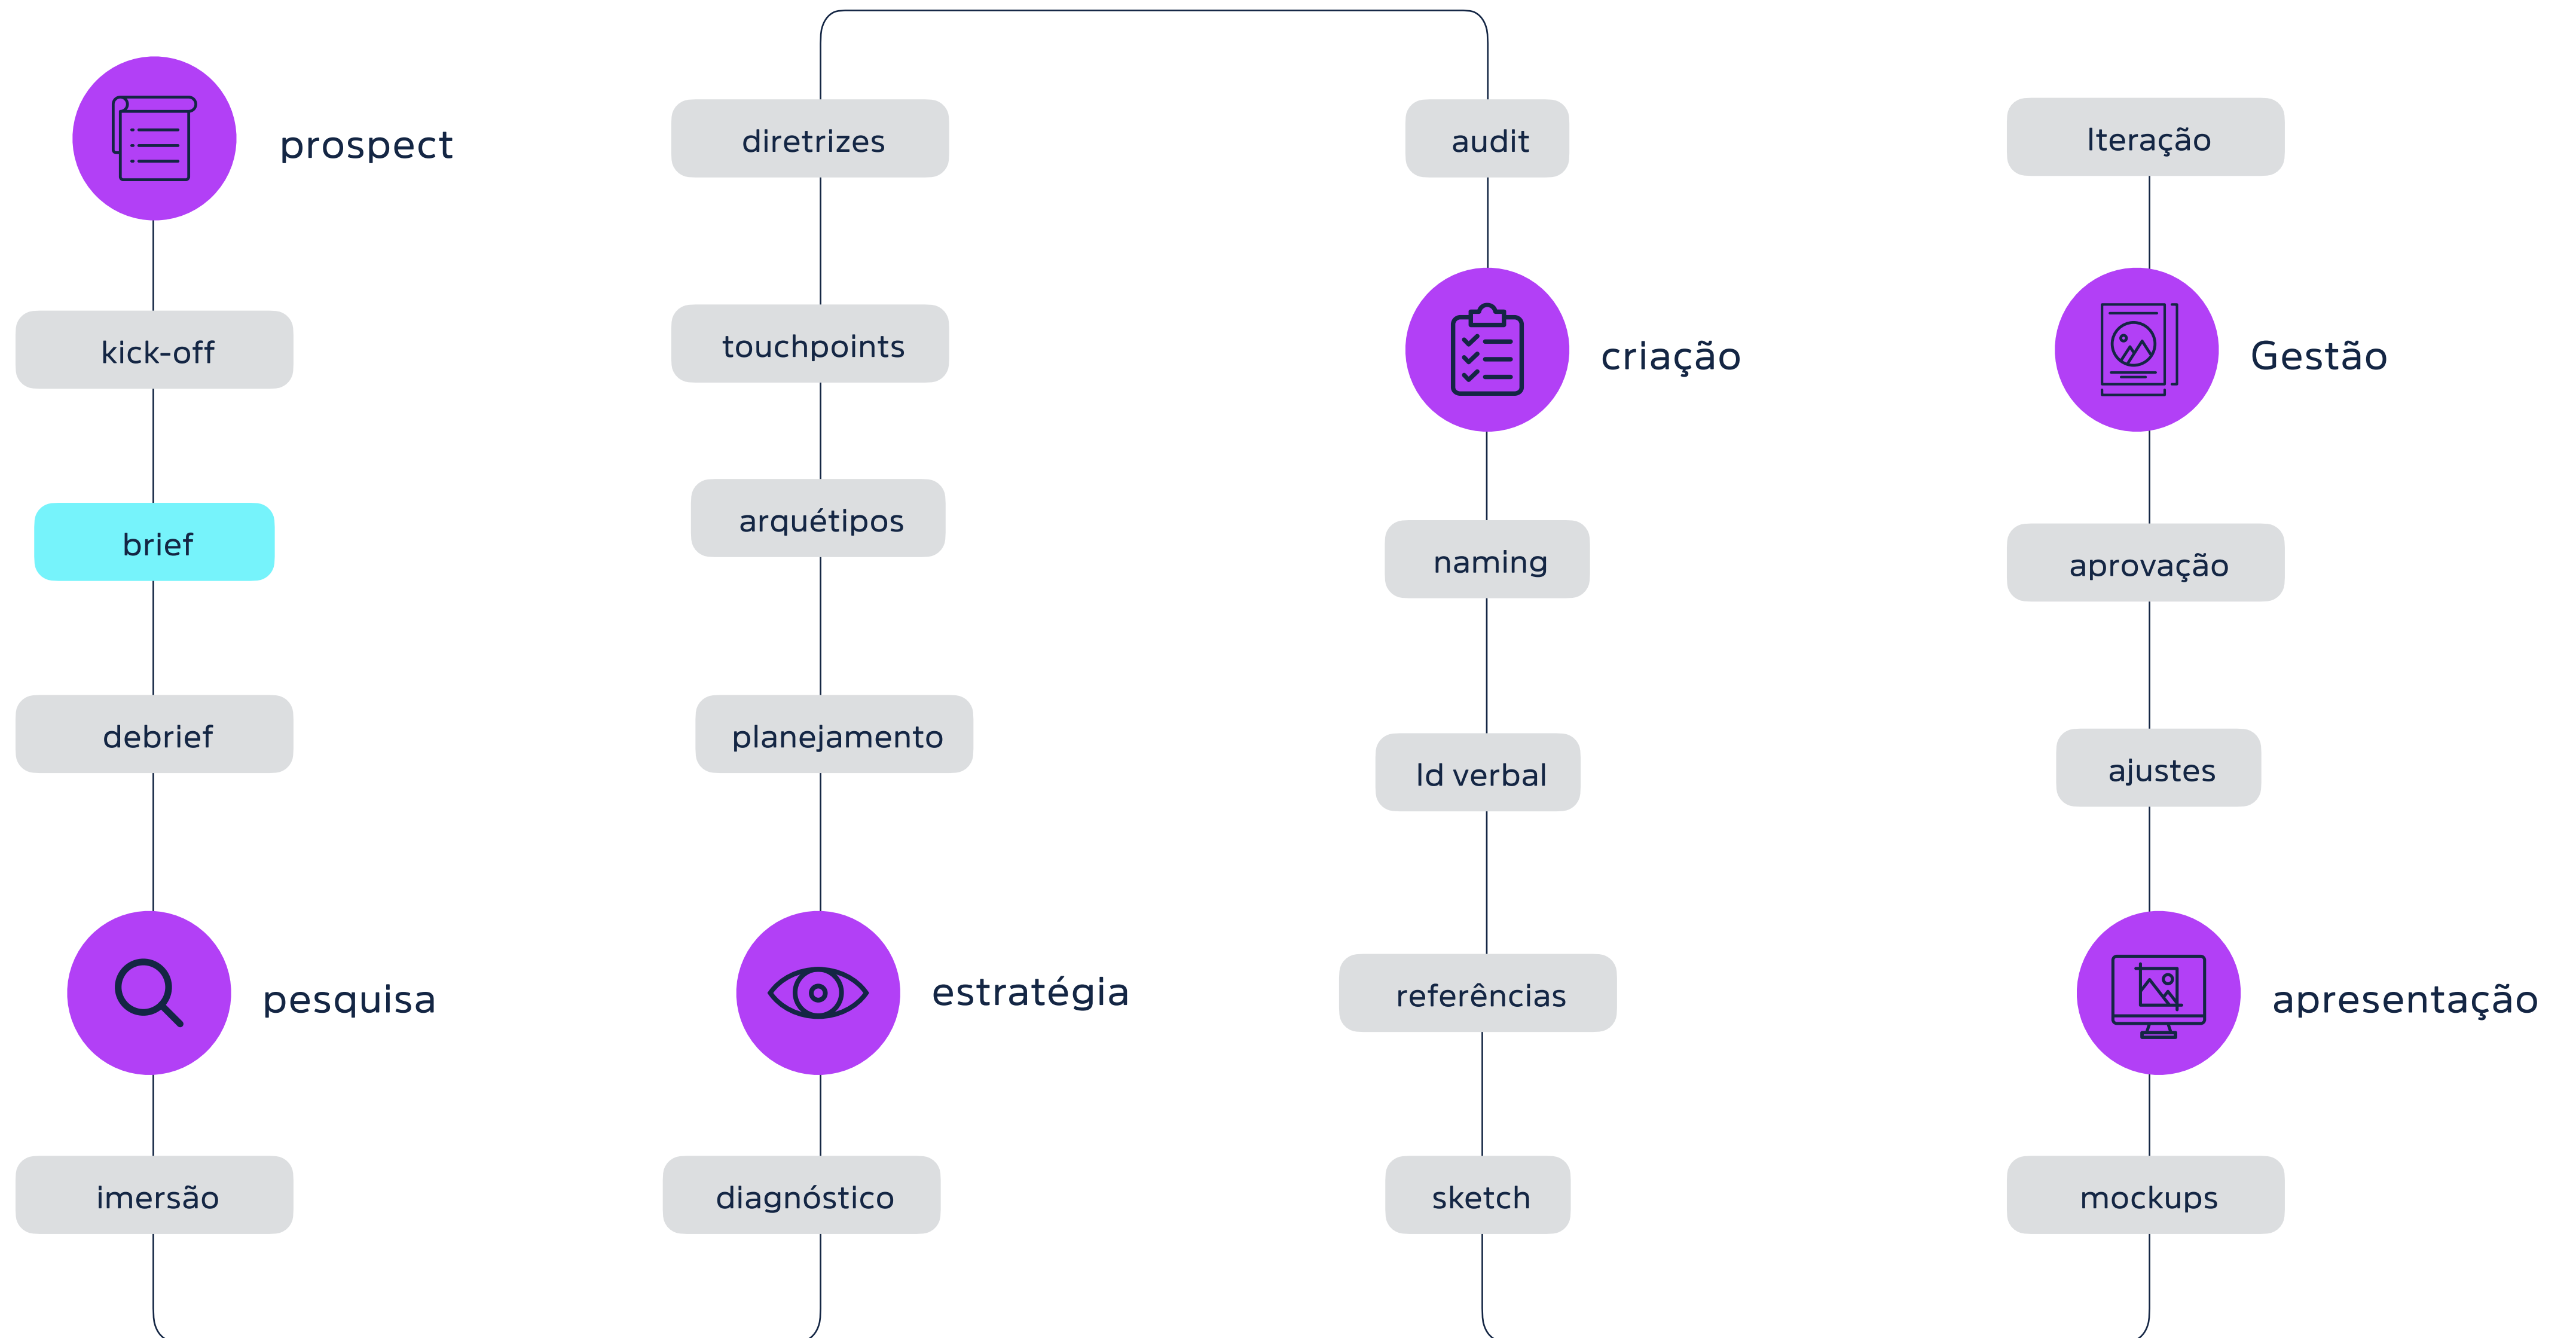 prospect
kick-off
brief
debrief
pesquisa
imersão
diretrizes
touchpoints
arquétipos
planejamento
estratégia
diagnóstico
audit
criação
naming
Id verbal
referências
sketch
Iteração
Gestão
aprovação
ajustes
apresentação
mockups